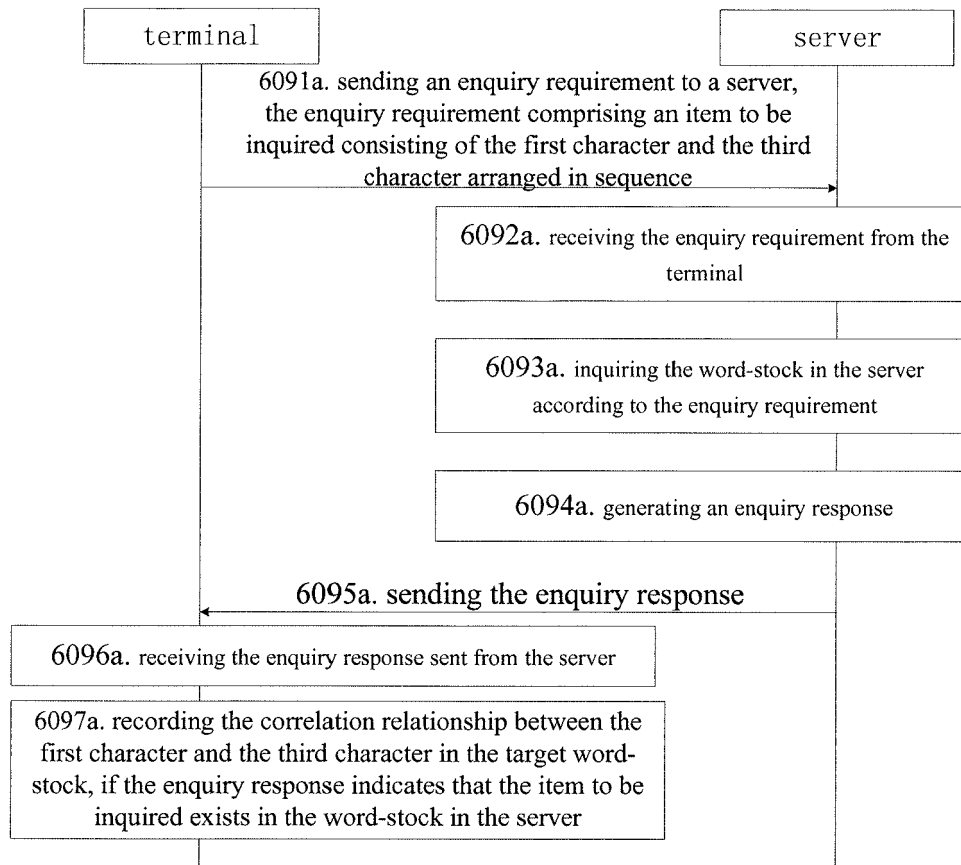 terminal
server
6091a. sending an enquiry requirement to a server,
the enquiry requirement comprising an item to be
inquired consisting of the first character and the third
character arranged in sequence
6092a. receiving the enquiry requirement from the
terminal
6093a. inquiring the word-stock in the server
according to the enquiry requirement
6094a. generating an enquiry response
6095a. sending the enquiry response
6096a. receiving the enquiry response sent from the server
6097a. recording the correlation relationship between the
first character and the third character in the target word-
stock, if the enquiry response indicates that the item to be
inquired exists in the word-stock in the server